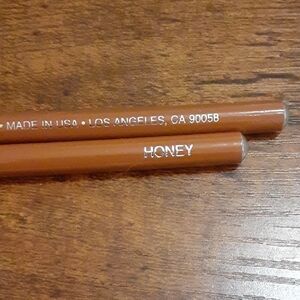 • MADE IN USA • LOS ANGELES, CA 90058
HONEY